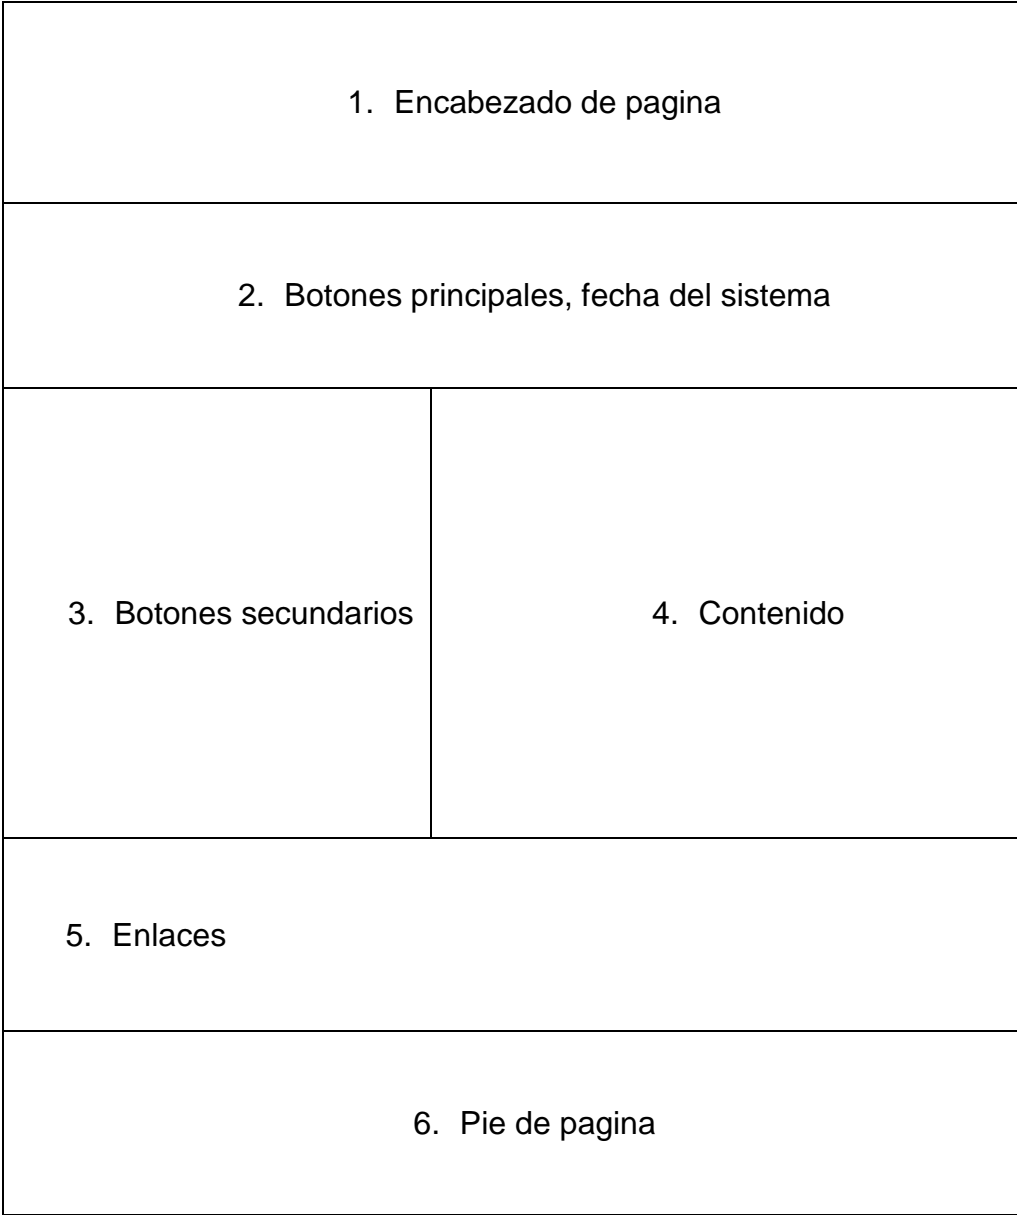 1. Encabezado de pagina
2. Botones principales, fecha del sistema
3. Botones secundarios
4. Contenido
5. Enlaces
6. Pie de pagina